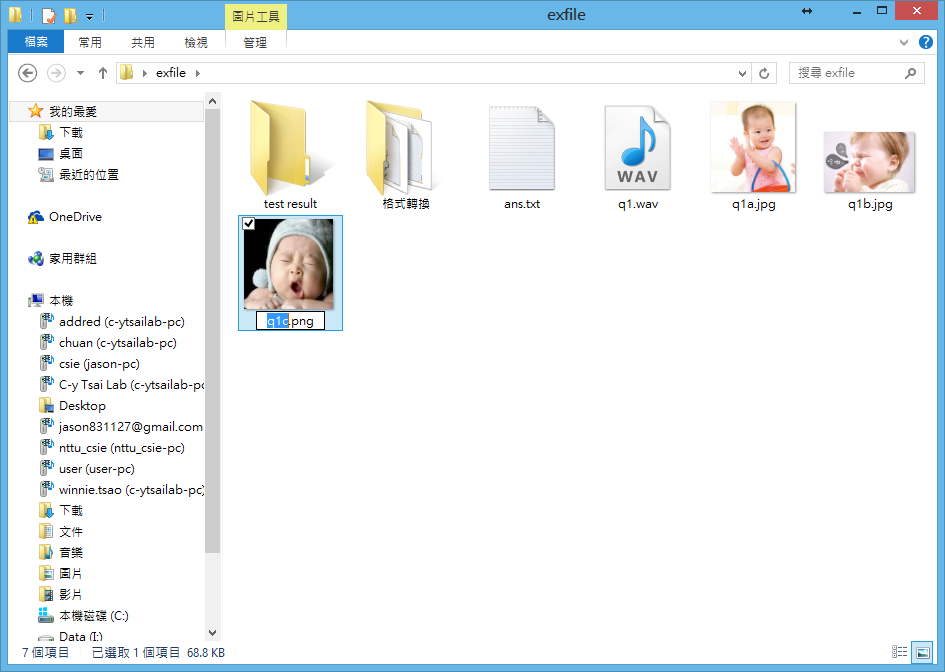 圖片工具
exfile
檔案
常用
共用
檢視
管理
exfile
搜尋 exfile
我的最愛
下載
桌面
最近的位置
OneDrive
家用群組
本機
addred (c-ytsailab-pc)
chuan (c-ytsailab-pc)
csie (jason-pc)
C-y Tsai Lab (c-ytsailab-pc
Desktop
jason831127@gmail.com
nttu_csie (nttu_csie-pc)
user (user-pc)
winnie.tsao (c-ytsailab-pc)
下載
文件
音樂
圖片
影片
本機磁碟 (C:)
Data (I:)
test result
格式轉換
ans.txt
WAV
q1.wav
q1a.jpg
q1b.jpg
q1c.png
7 個項目
已選取 1 個項目 68.8 KB